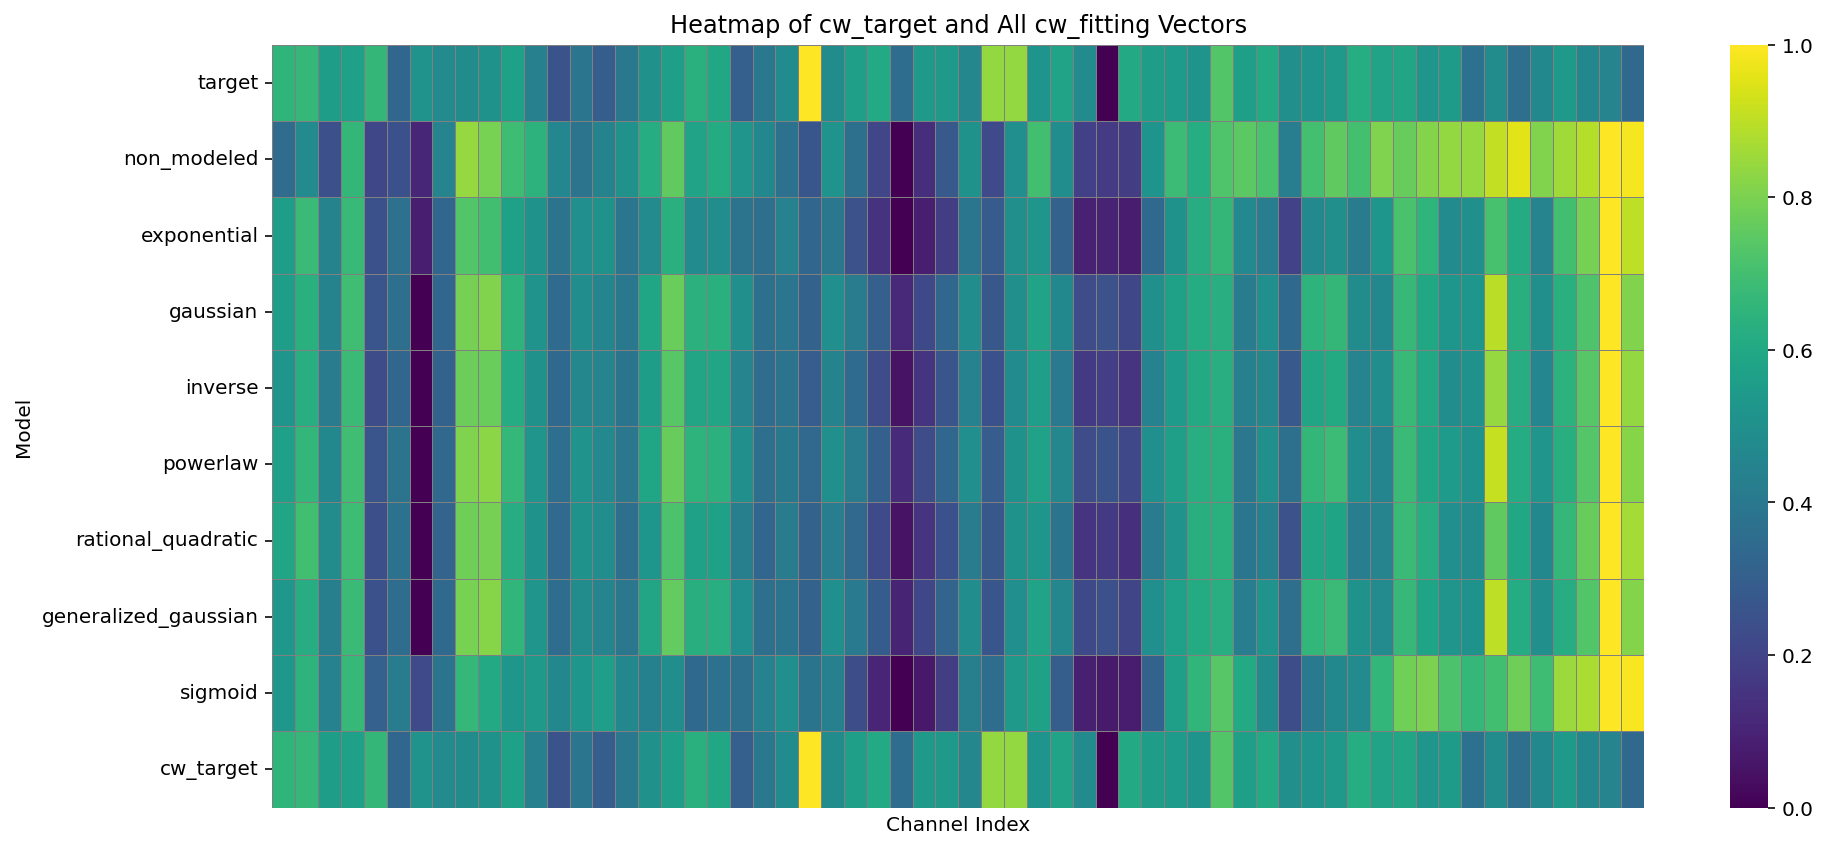 Heatmap of cw_target and All cw_fitting Vectors
Model
target
non_modeled
exponential
gaussian
inverse
powerlaw
rational_quadratic
generalized_gaussian
sigmoid
cw_target
Channel Index
1.0
0.8
0.6
0.4
0.2
0.0